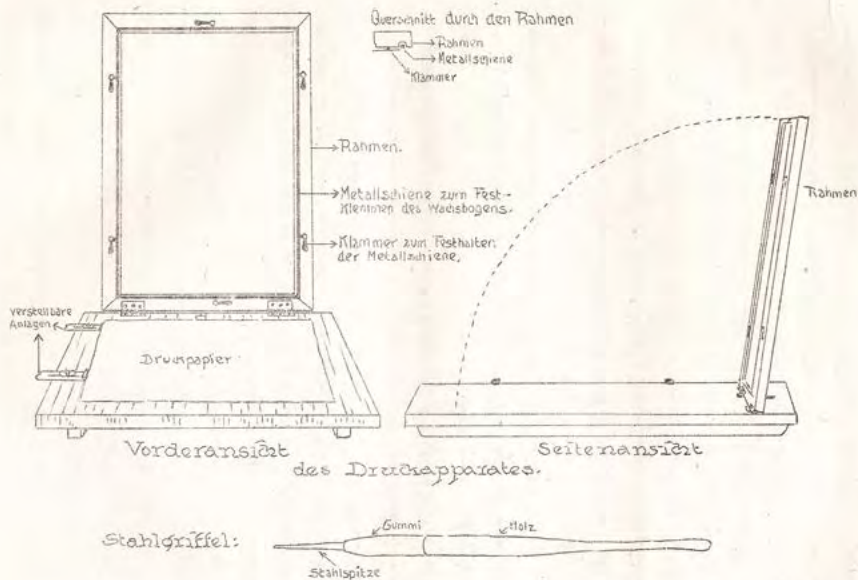 Querschnitt durch den Rahmen
Rahmen
Metallschiene
Klammer
Rahmen.
Metallschiene zum Fest-
klemmen des Wachsbogens.
Klammer zum Festhalten
der Metallschiene.
Rahmen
verstellbare
Anlagen
Druckpapier
Vorderansicht
Seitenansicht
des Druckapparates.
Stahlgriffel:
Gummi
Holz
Stahlspitze